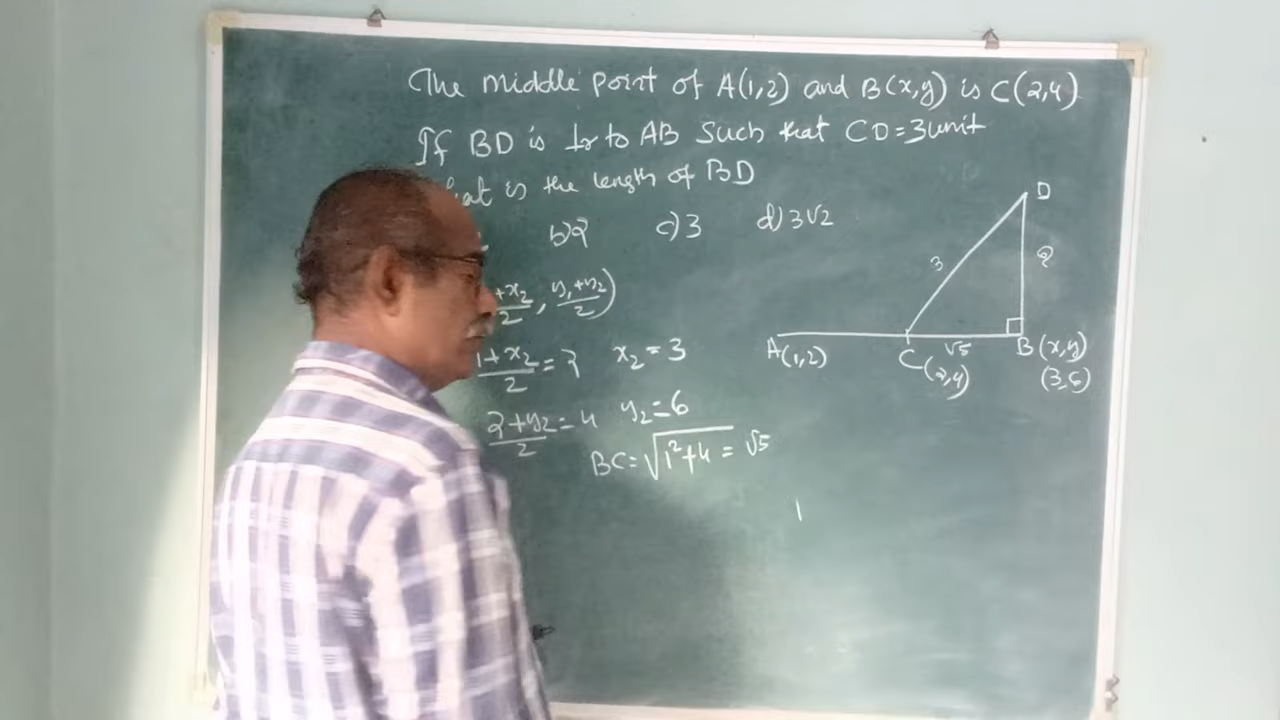 The middle point of A(1,2) and B(x,y) is C(2,4)
If BD is ⊥r to AB Such that CD=3unit
is the length of BD
b) 2 c) 3 d) 3√2
+x₂/2, y₁+y₂/2)
1+x₂/2 = 2 x₂ = 3
2+y₂/2 = 4 y₂ = 6
BC = √1²+4 = √5
D
3
A(1,2) C(2,4) √5 B(x,y)
(3,6)